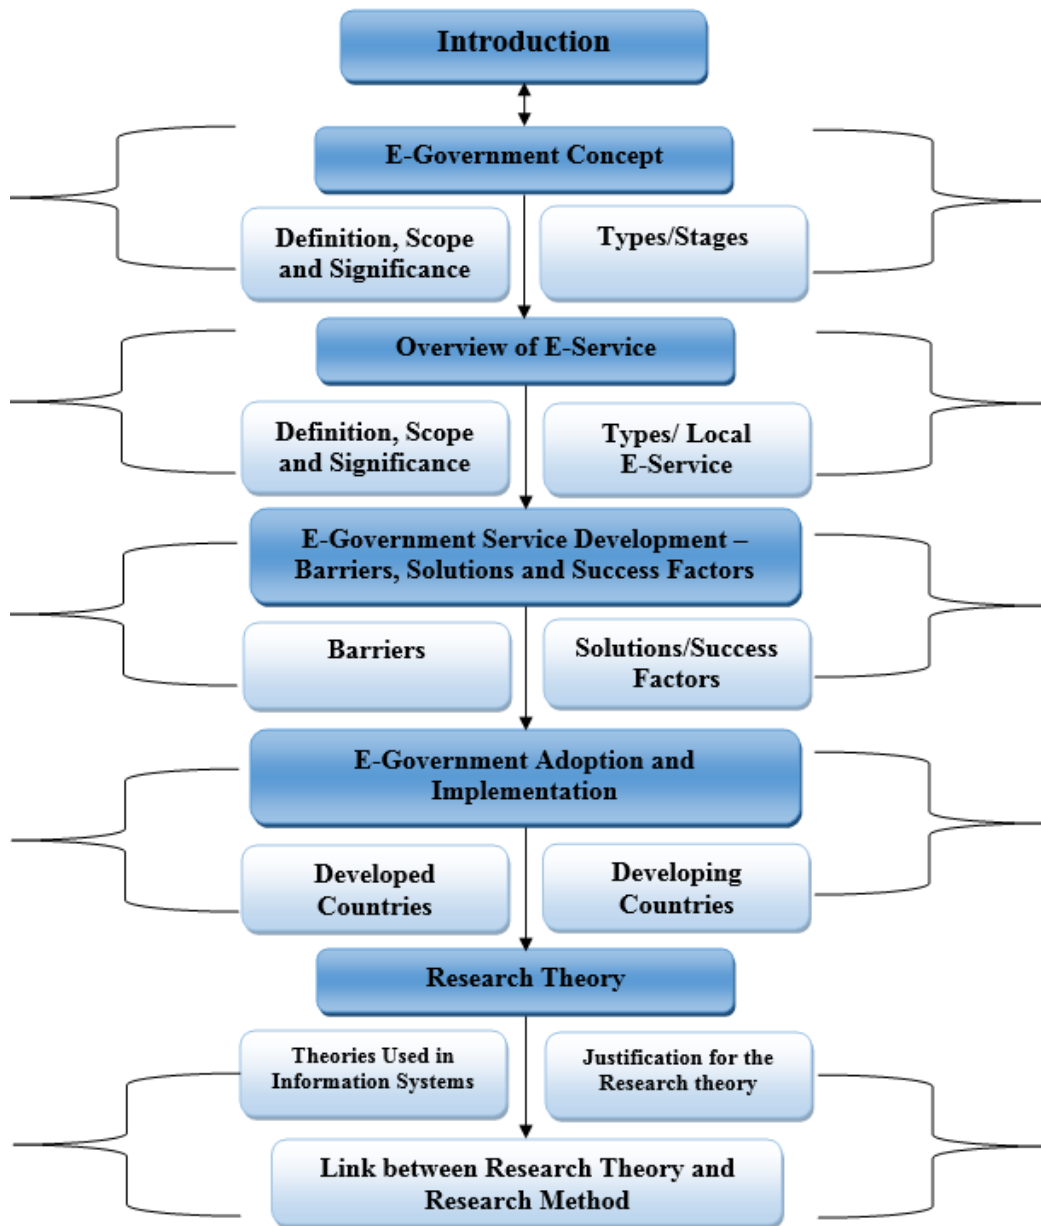 Introduction
E-Government Concept
Definition, Scope
and Significance
Types/Stages
Overview of E-Service
Definition, Scope
and Significance
Types/ Local
E-Service
E-Government Service Development –
Barriers, Solutions and Success Factors
Barriers
Solutions/Success
Factors
E-Government Adoption and
Implementation
Developed
Countries
Developing
Countries
Research Theory
Theories Used in
Information Systems
Justification for the
Research theory
Link between Research Theory and
Research Method